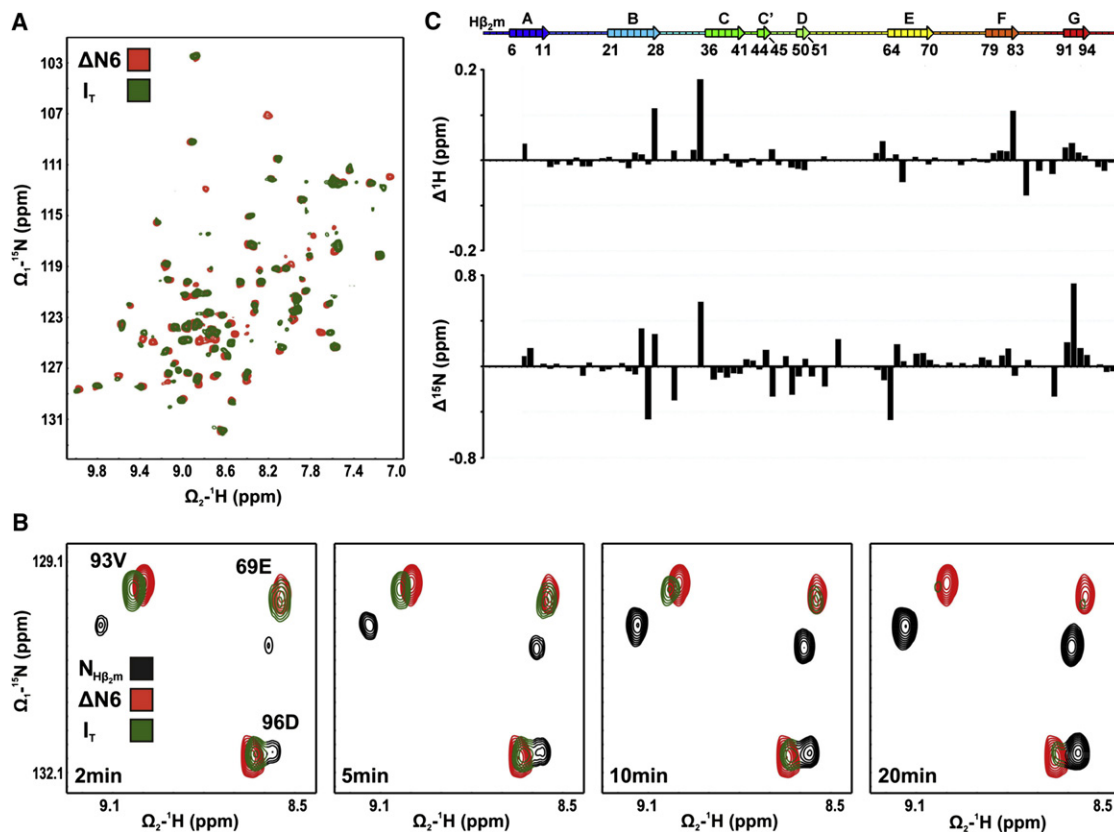 A
ΔN6
I_T
103
107
111
115
119
123
127
131
Ω₁-¹⁵N (ppm)
9.8 9.4 9.0 8.6 8.2 7.8 7.4 7.0
Ω₂-¹H (ppm)
C
Hβ₂m A B C C' D E F G
6 11 21 28 36 41 44 45 50 51 64 70 79 83 91 94
0.2
Δ¹H (ppm)
-0.2
0.8
Δ¹⁵N (ppm)
-0.8
B
129.1
132.1
Ω₁-¹⁵N (ppm)
93V 69E
N_Hβ₂m
ΔN6
I_T
96D
2min 5min 10min 20min
9.1 8.5 9.1 8.5 9.1 8.5 9.1 8.5
Ω₂-¹H (ppm) Ω₂-¹H (ppm) Ω₂-¹H (ppm) Ω₂-¹H (ppm)